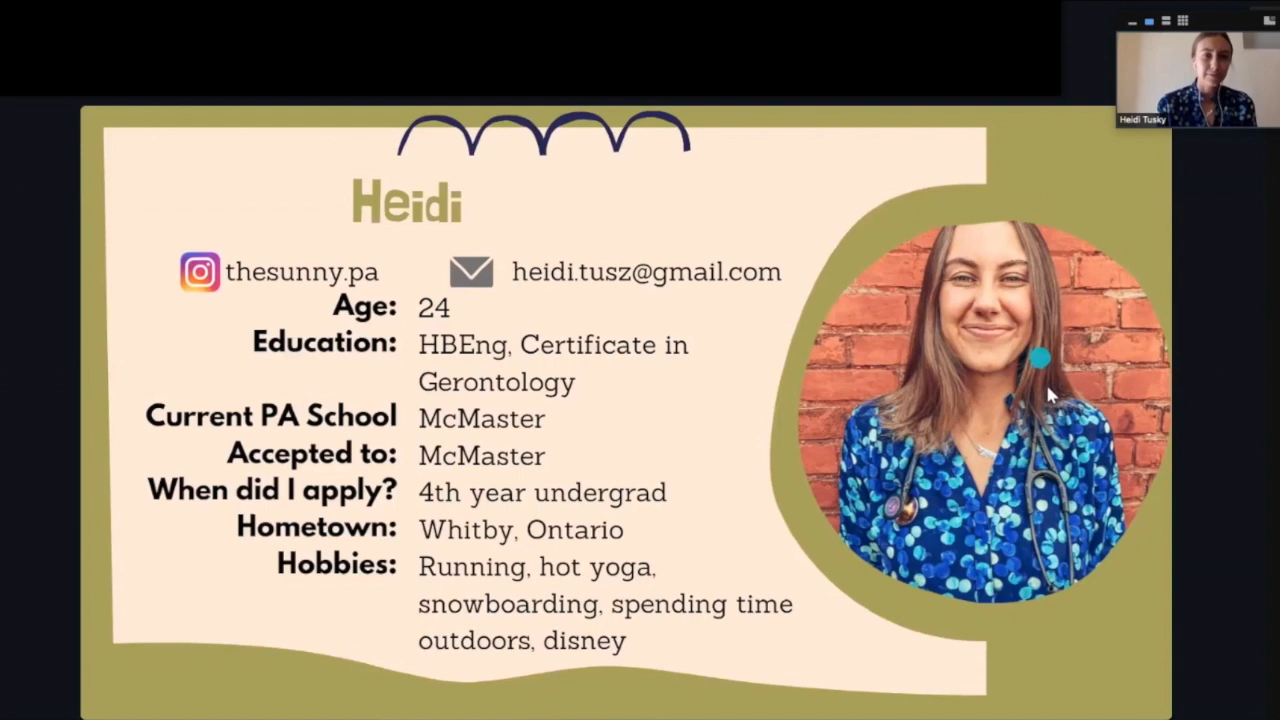 Heidi Tusky
Heidi
thesunny.pa heidi.tusz@gmail.com
Age: 24
Education: HBEng, Certificate in
Gerontology
Current PA School McMaster
Accepted to: McMaster
When did I apply? 4th year undergrad
Hometown: Whitby, Ontario
Hobbies: Running, hot yoga,
snowboarding, spending time
outdoors, disney